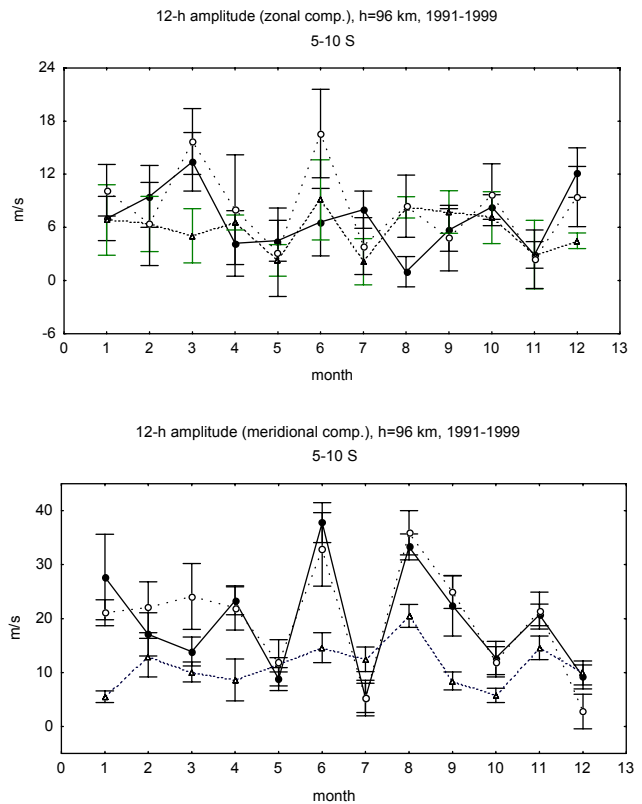 12-h amplitude (zonal comp.), h=96 km, 1991-1999
5-10 S
24
18
12
6
0
-6
m/s
0 1 2 3 4 5 6 7 8 9 10 11 12 13
month
12-h amplitude (meridional comp.), h=96 km, 1991-1999
5-10 S
40
30
20
10
0
m/s
0 1 2 3 4 5 6 7 8 9 10 11 12 13
month